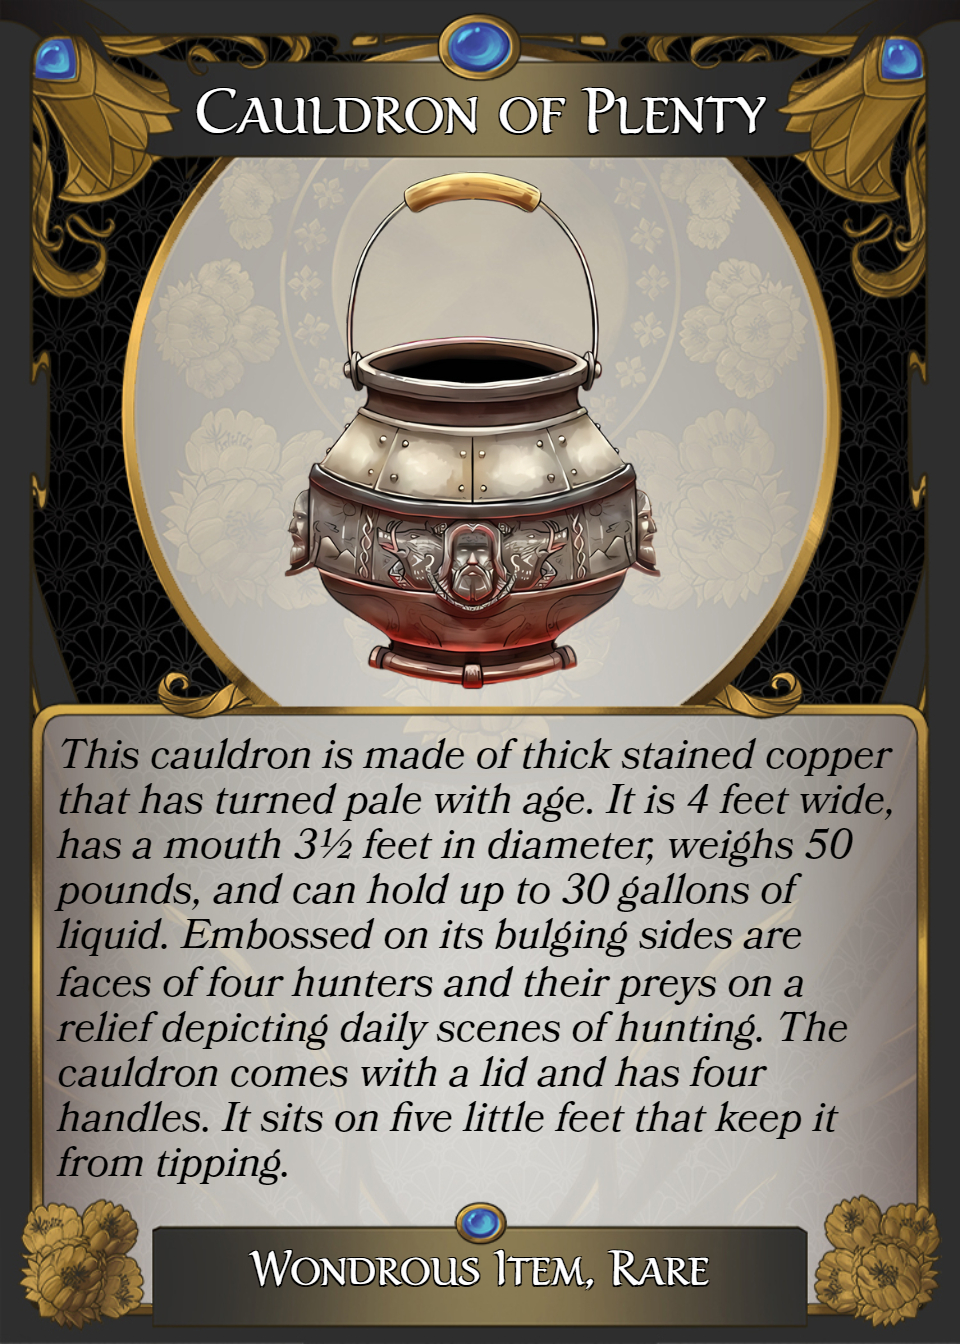 Cauldron of Plenty
This cauldron is made of thick stained copper
that has turned pale with age. It is 4 feet wide,
has a mouth 3½ feet in diameter, weighs 50
pounds, and can hold up to 30 gallons of
liquid. Embossed on its bulging sides are
faces of four hunters and their preys on a
relief depicting daily scenes of hunting. The
cauldron comes with a lid and has four
handles. It sits on five little feet that keep it
from tipping.
Wondrous Item, Rare